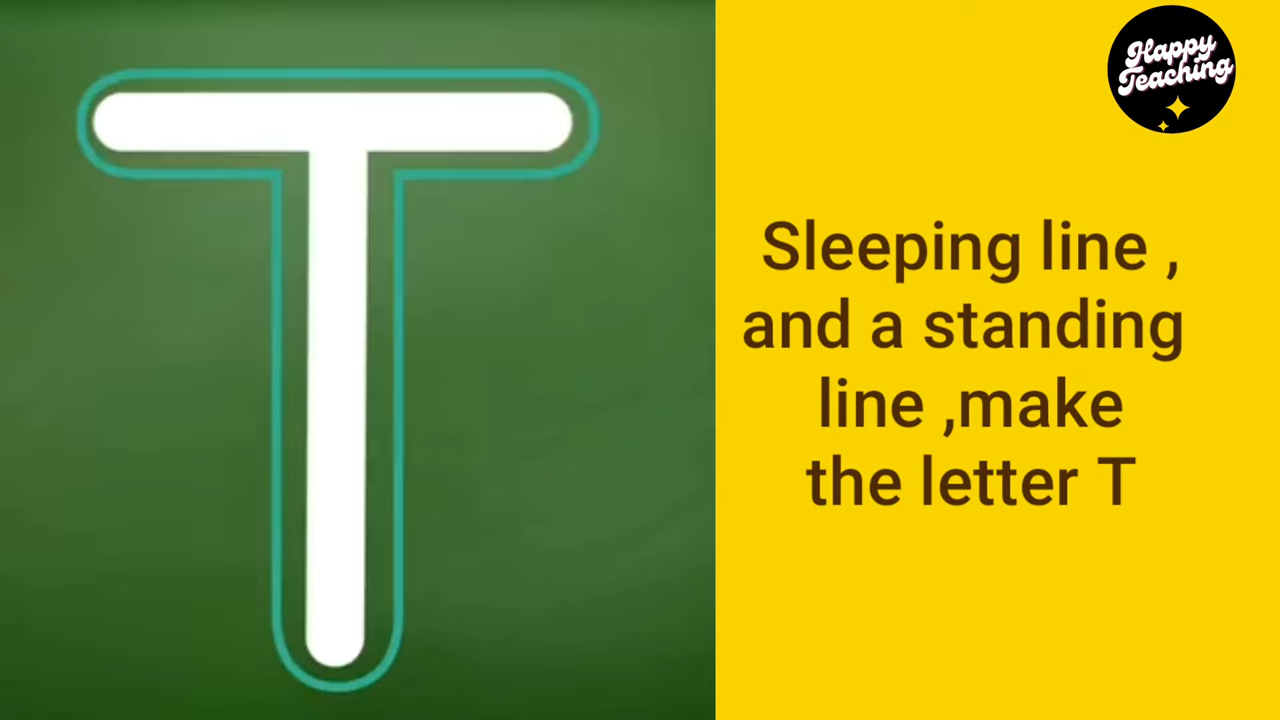 T
Happy
Teaching
Sleeping line ,
and a standing
line ,make
the letter T